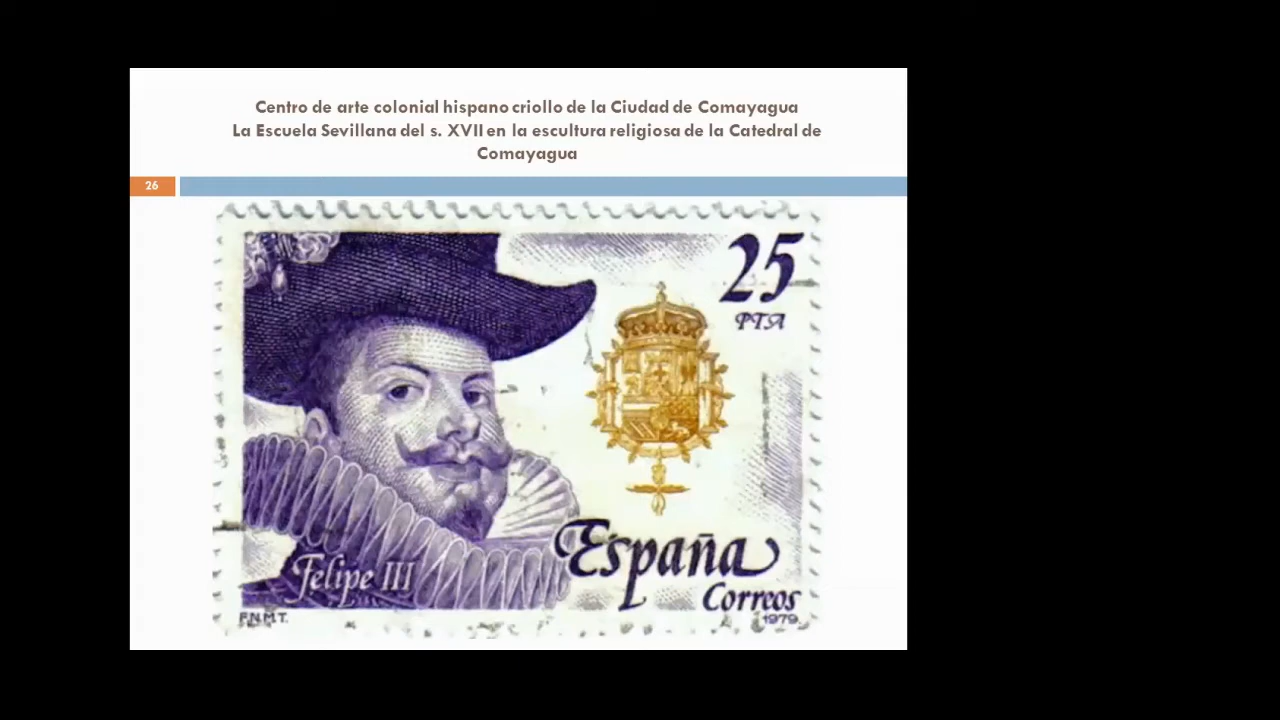 Centro de arte colonial hispano criollo de la Ciudad de Comayagua
La Escuela Sevillana del s. XVII en la escultura religiosa de la Catedral de
Comayagua
26
25
PTA
España
Felipe III
Correos
F.N.M.T.
1979